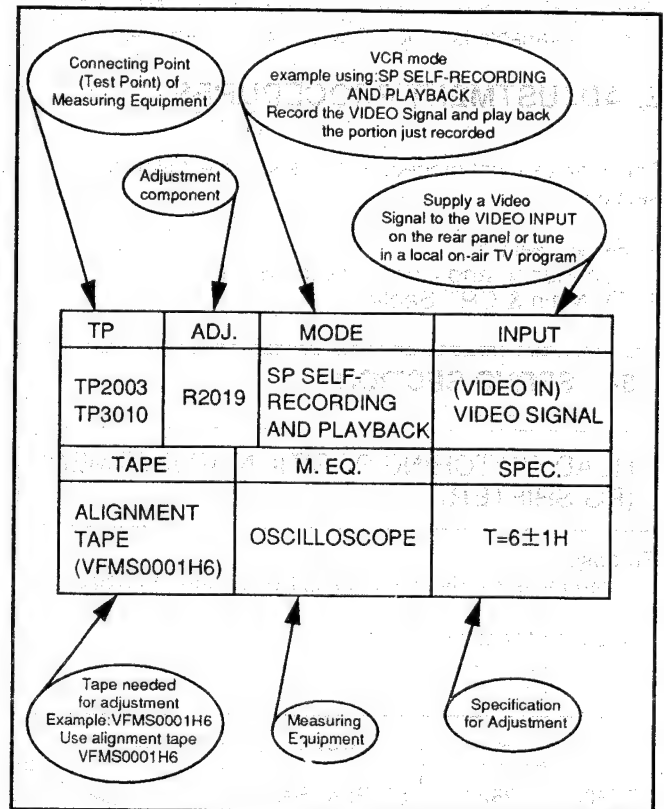 Connecting Point
(Test Point) of
Measuring Equipment
VCR mode
example using:SP SELF-RECORDING
AND PLAYBACK
Record the VIDEO Signal and play back
the portion just recorded
Adjustment
component
Supply a Video
Signal to the VIDEO INPUT
on the rear panel or tune
in a local on-air TV program
TP ADJ. MODE INPUT
TP2003
TP3010
R2019
SP SELF-
RECORDING
AND PLAYBACK
(VIDEO IN)
VIDEO SIGNAL
TAPE M. EQ. SPEC.
ALIGNMENT
TAPE
(VFMS0001H6)
OSCILLOSCOPE
T=6±1H
Tape needed
for adjustment
Example:VFMS0001H6
Use alignment tape
VFMS0001H6
Measuring
Equipment
Specification
for Adjustment